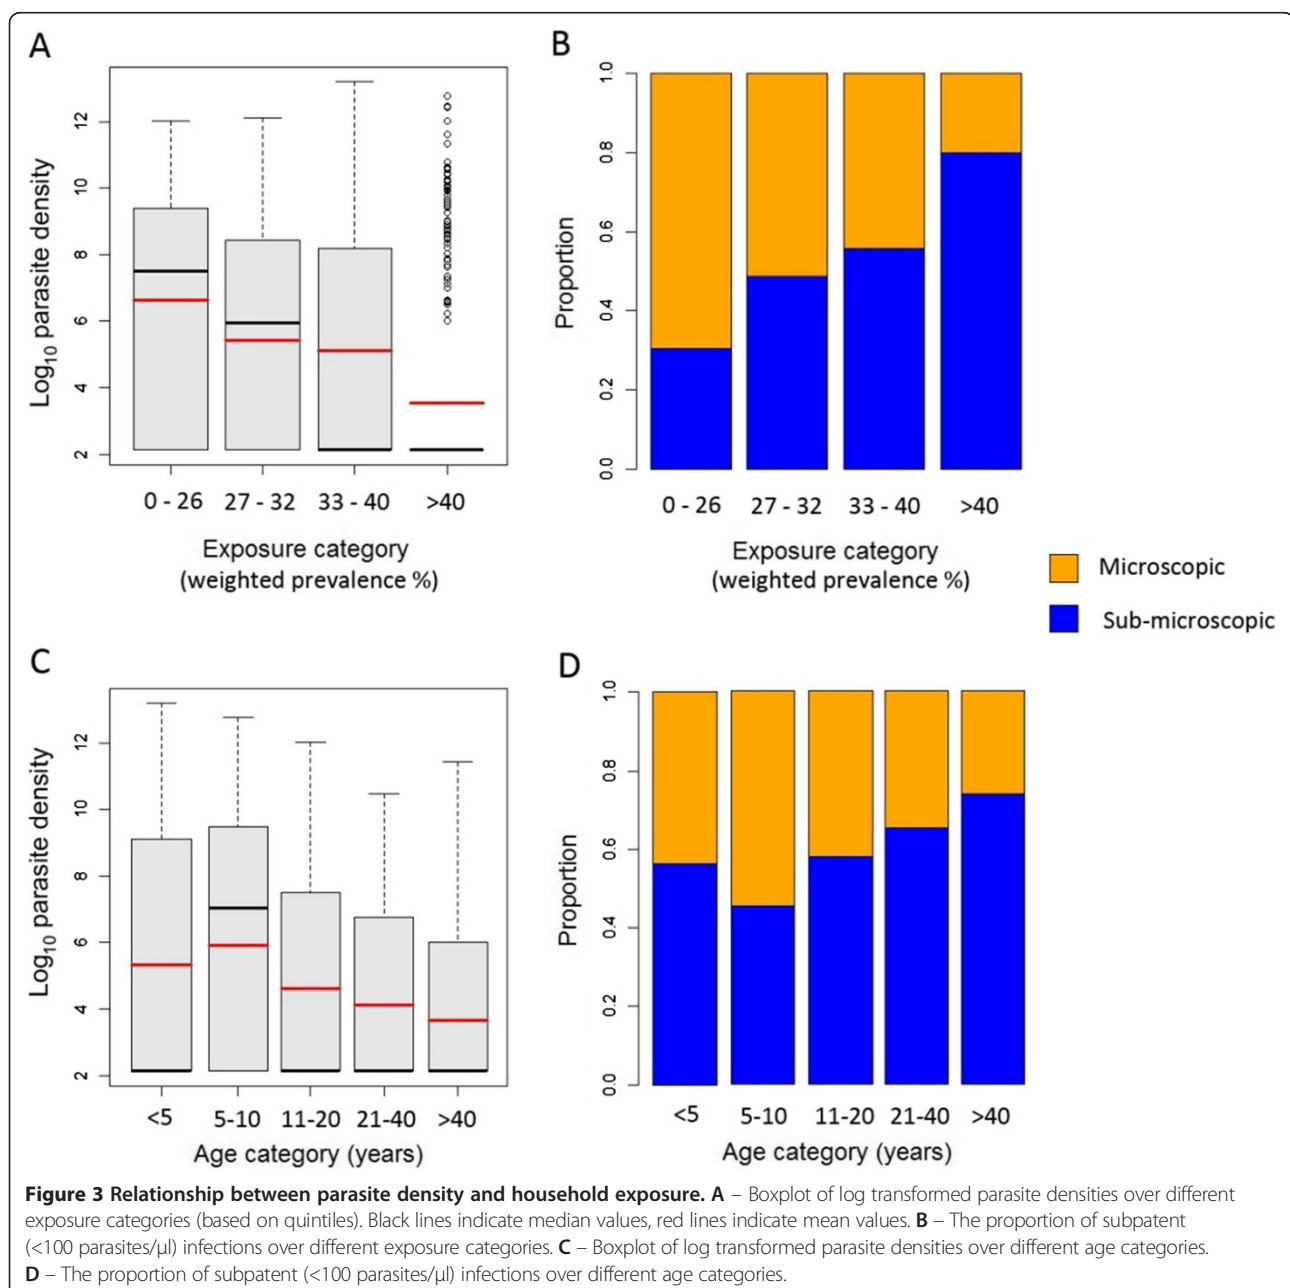 A
Log10 parasite density
12
10
8
6
4
2
0 - 26 27 - 32 33 - 40 >40
Exposure category
(weighted prevalence %)
B
Proportion
1.0
0.8
0.6
0.4
0.2
0.0
0 - 26 27 - 32 33 - 40 >40
Exposure category
(weighted prevalence %)
Microscopic
Sub-microscopic
C
Log10 parasite density
12
10
8
6
4
2
<5 5-10 11-20 21-40 >40
Age category (years)
D
Proportion
1.0
0.8
0.6
0.4
0.2
0.0
<5 5-10 11-20 21-40 >40
Age category (years)
Figure 3 Relationship between parasite density and household exposure. A – Boxplot of log transformed parasite densities over different
exposure categories (based on quintiles). Black lines indicate median values, red lines indicate mean values. B – The proportion of subpatent
(<100 parasites/μl) infections over different exposure categories. C – Boxplot of log transformed parasite densities over different age categories.
D – The proportion of subpatent (<100 parasites/μl) infections over different age categories.